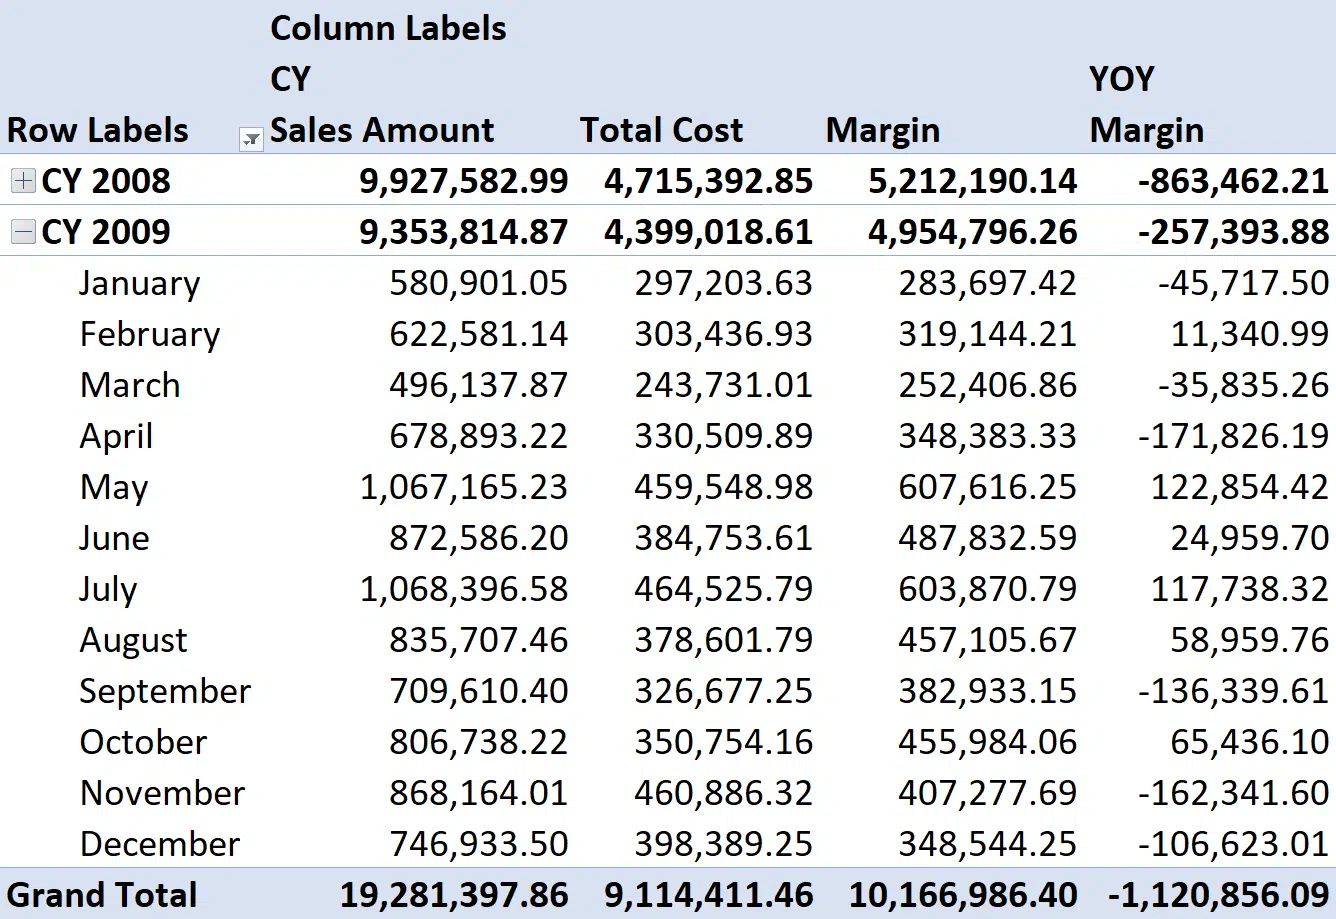 Column Labels
CY YOY
Row Labels Sales Amount Total Cost Margin Margin
CY 2008 9,927,582.99 4,715,392.85 5,212,190.14 -863,462.21
CY 2009 9,353,814.87 4,399,018.61 4,954,796.26 -257,393.88
January 580,901.05 297,203.63 283,697.42 -45,717.50
February 622,581.14 303,436.93 319,144.21 11,340.99
March 496,137.87 243,731.01 252,406.86 -35,835.26
April 678,893.22 330,509.89 348,383.33 -171,826.19
May 1,067,165.23 459,548.98 607,616.25 122,854.42
June 872,586.20 384,753.61 487,832.59 24,959.70
July 1,068,396.58 464,525.79 603,870.79 117,738.32
August 835,707.46 378,601.79 457,105.67 58,959.76
September 709,610.40 326,677.25 382,933.15 -136,339.61
October 806,738.22 350,754.16 455,984.06 65,436.10
November 868,164.01 460,886.32 407,277.69 -162,341.60
December 746,933.50 398,389.25 348,544.25 -106,623.01
Grand Total 19,281,397.86 9,114,411.46 10,166,986.40 -1,120,856.09